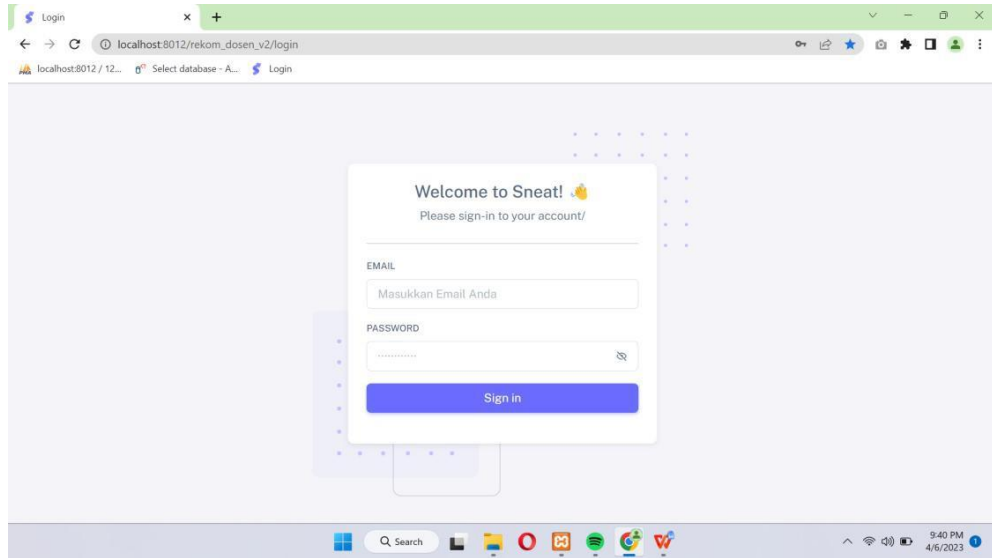 Login
localhost:8012/rekom_dosen_v2/login
localhost:8012 / 12...
Select database - A...
Login
Welcome to Sneat! 👋
Please sign-in to your account/
EMAIL
Masukkan Email Anda
PASSWORD
············
Sign in
Search
9:40 PM
4/6/2023
1